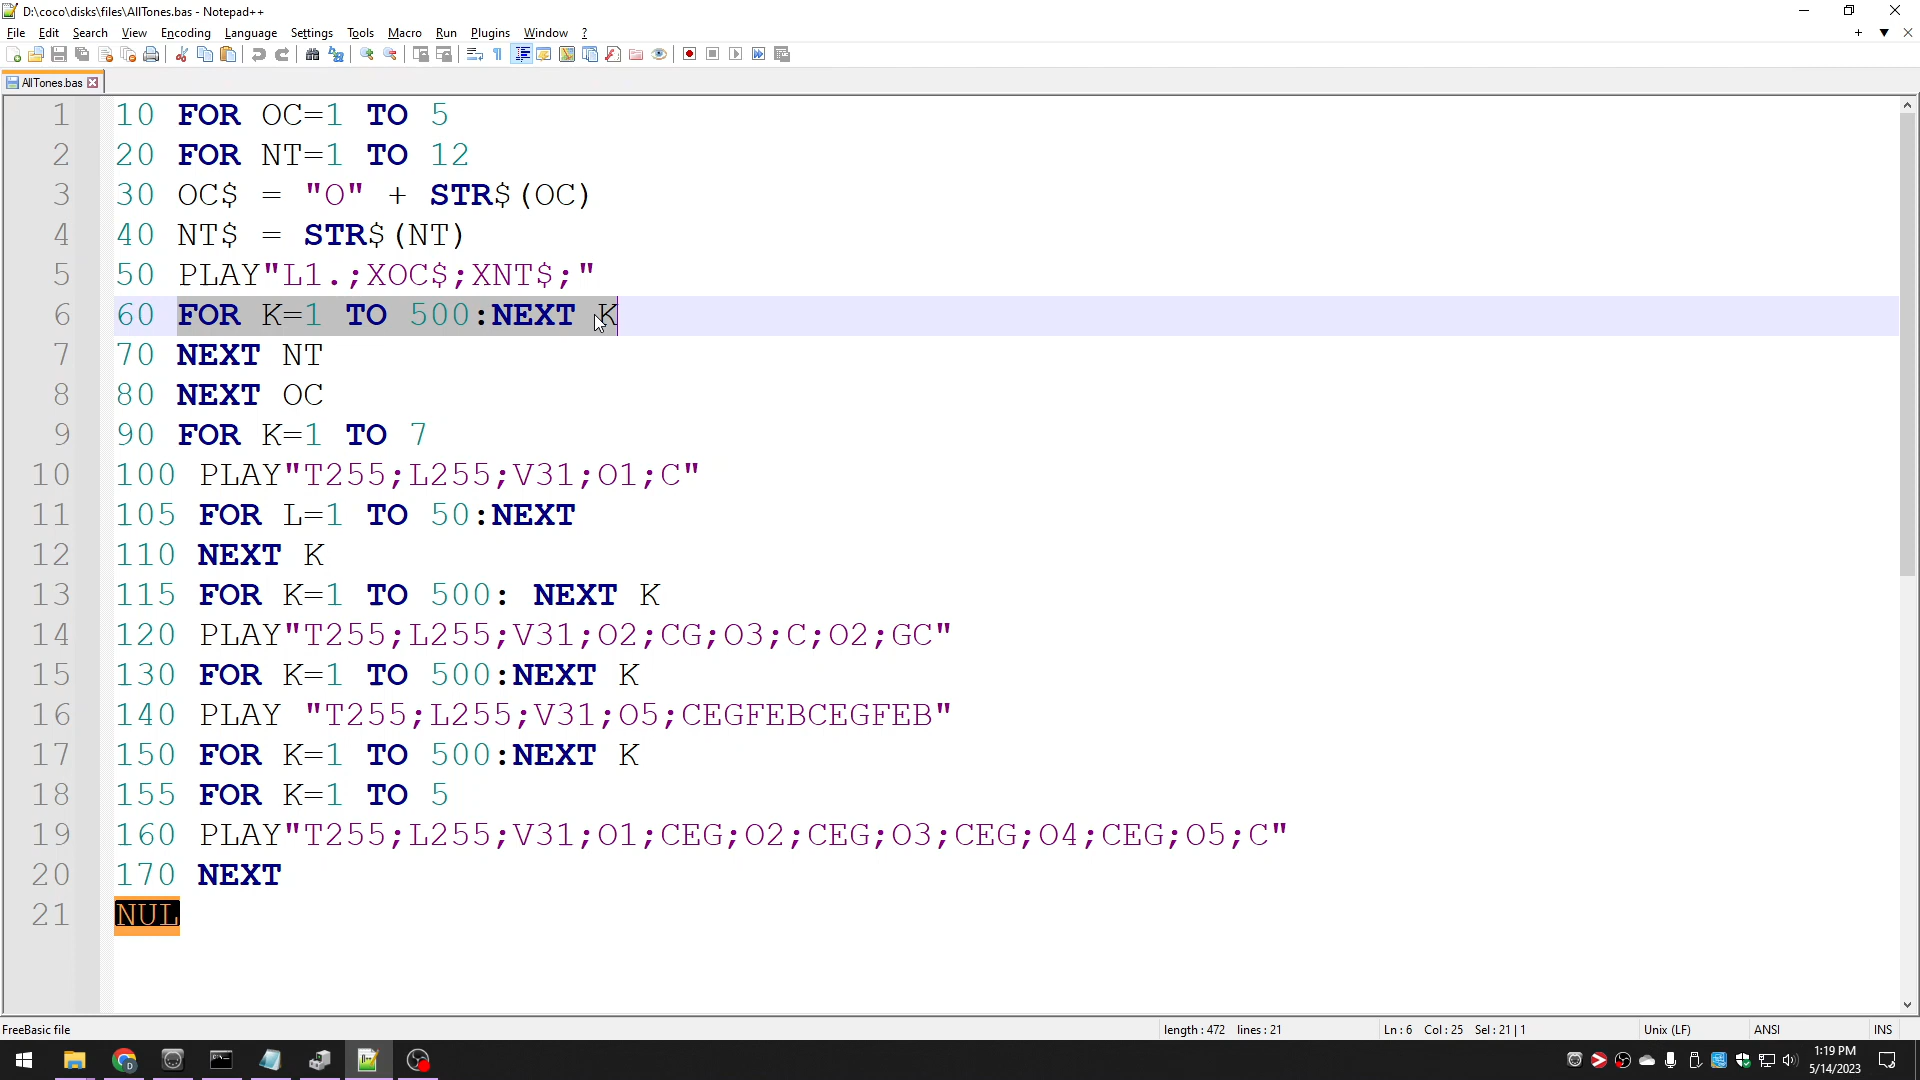 D:\coco\disks\files\AllTones.bas - Notepad++
File Edit Search View Encoding Language Settings Tools Macro Run Plugins Window ?
AllTones.bas
1 10 FOR OC=1 TO 5
2 20 FOR NT=1 TO 12
3 30 OC$ = "O" + STR$(OC)
4 40 NT$ = STR$(NT)
5 50 PLAY"L1.;XOC$;XNT$;"
6 60 FOR K=1 TO 500:NEXT K
7 70 NEXT NT
8 80 NEXT OC
9 90 FOR K=1 TO 7
10 100 PLAY"T255;L255;V31;O1;C"
11 105 FOR L=1 TO 50:NEXT
12 110 NEXT K
13 115 FOR K=1 TO 500: NEXT K
14 120 PLAY"T255;L255;V31;O2;CG;O3;C;O2;GC"
15 130 FOR K=1 TO 500:NEXT K
16 140 PLAY "T255;L255;V31;O5;CEGFEBCEGFEB"
17 150 FOR K=1 TO 500:NEXT K
18 155 FOR K=1 TO 5
19 160 PLAY"T255;L255;V31;O1;CEG;O2;CEG;O3;CEG;O4;CEG;O5;C"
20 170 NEXT
21 NUL
FreeBasic file length : 472 lines : 21 Ln : 6 Col : 25 Sel : 21 | 1 Unix (LF) ANSI INS
1:19 PM
5/14/2023